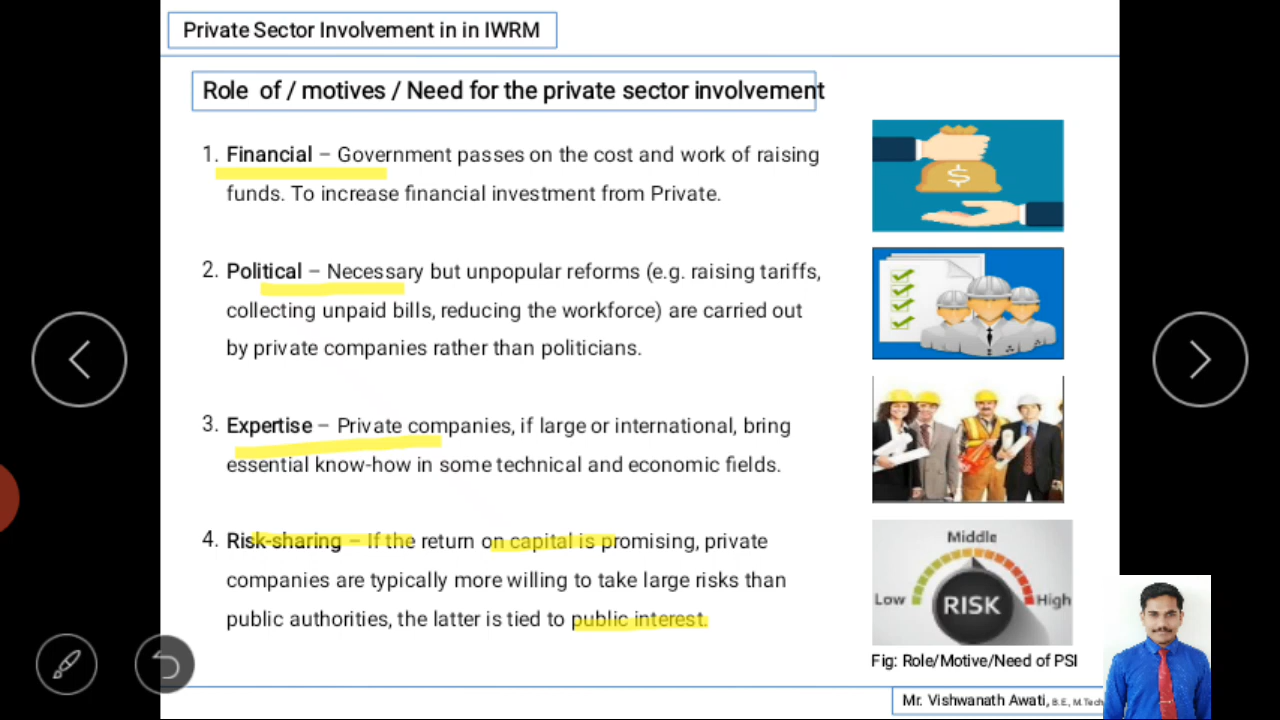 Private Sector Involvement in in IWRM
Role of / motives / Need for the private sector involvement
1. Financial – Government passes on the cost and work of raising
funds. To increase financial investment from Private.
2. Political – Necessary but unpopular reforms (e.g. raising tariffs,
collecting unpaid bills, reducing the workforce) are carried out
by private companies rather than politicians.
3. Expertise – Private companies, if large or international, bring
essential know-how in some technical and economic fields.
4. Risk-sharing – If the return on capital is promising, private
companies are typically more willing to take large risks than
public authorities, the latter is tied to public interest.
$
Middle
Low
RISK
High
Fig: Role/Motive/Need of PSI
Mr. Vishwanath Awati, B.E., M.Tech